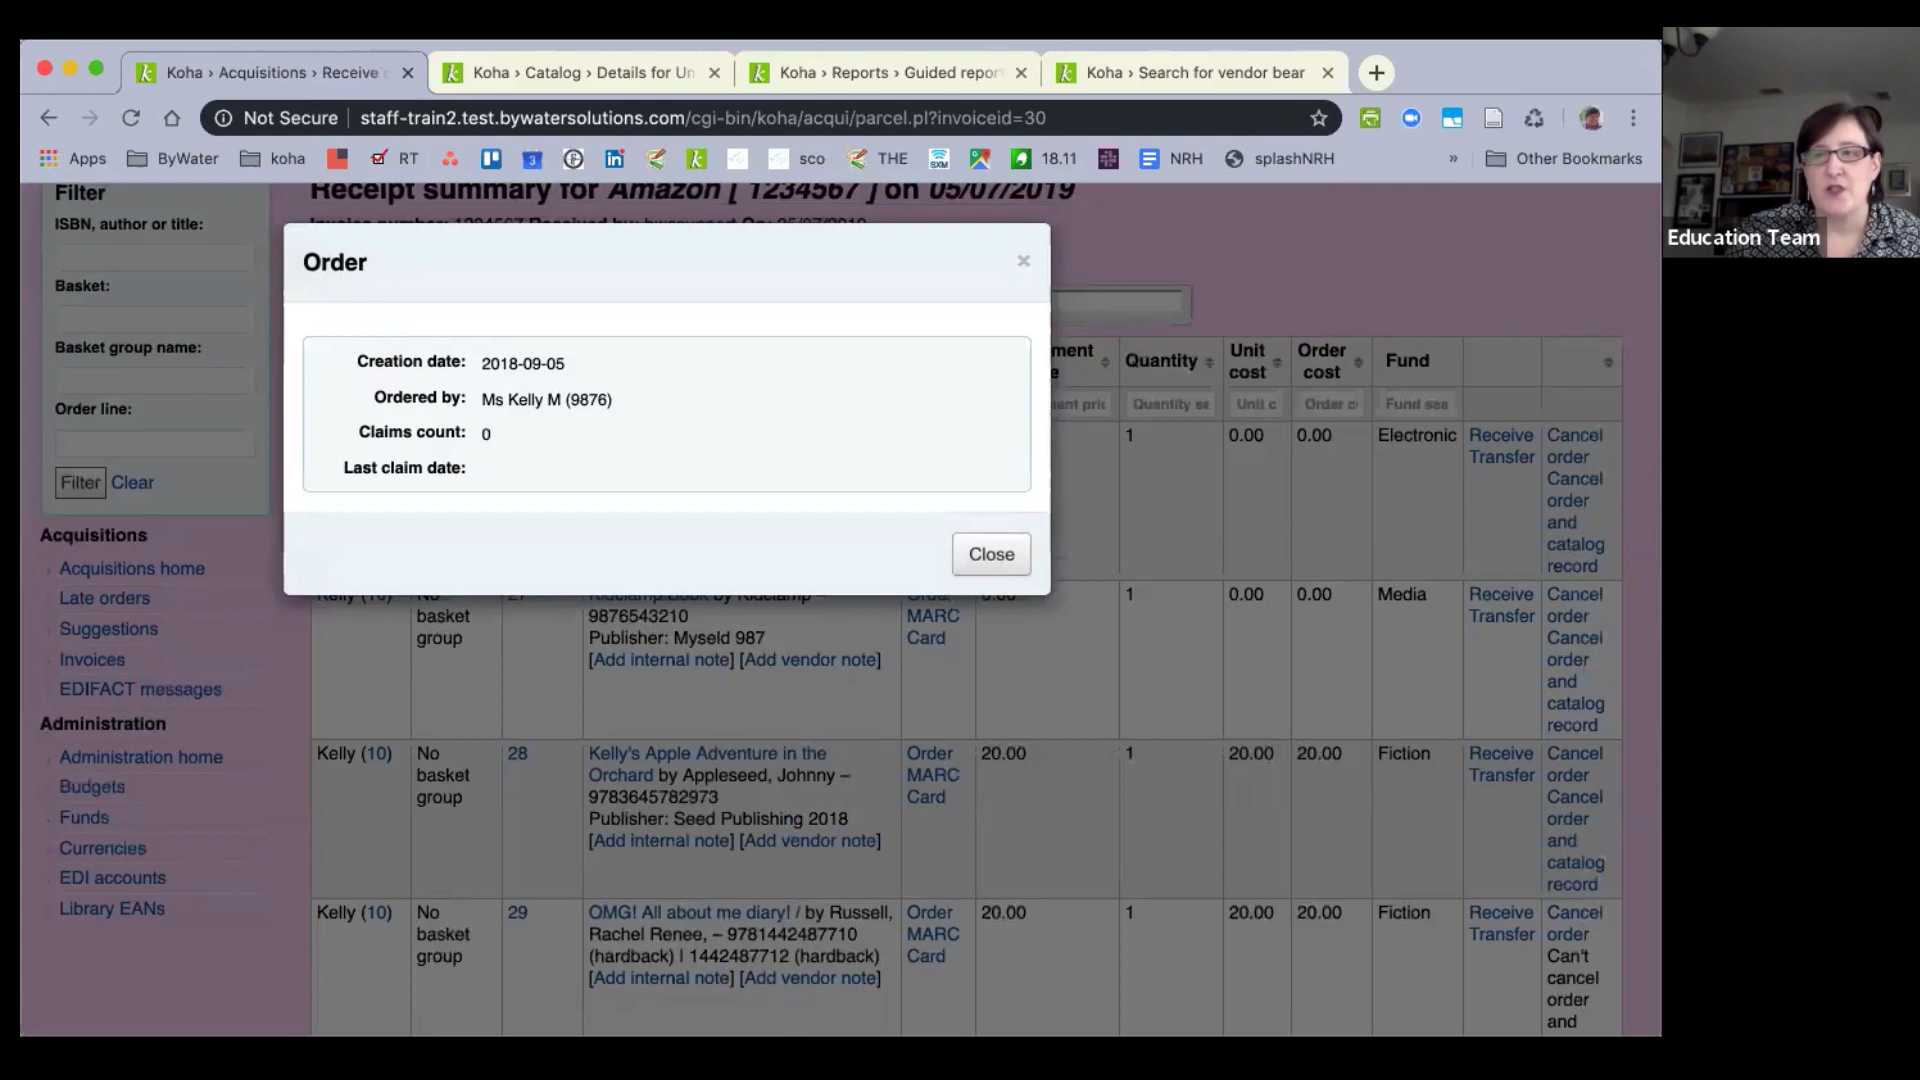 Koha › Acquisitions › Receive
Koha › Catalog › Details for Un
Koha › Reports › Guided repor
Koha › Search for vendor bear
Not Secure
staff-train2.test.bywatersolutions.com/cgi-bin/koha/acqui/parcel.pl?invoiceid=30
Apps
ByWater
koha
RT
3
sco
THE
SXM
18.11
NRH
splashNRH
»
Other Bookmarks
Education Team
Filter
ISBN, author or title:
Basket:
Basket group name:
Order line:
Filter
Clear
Acquisitions
Acquisitions home
Late orders
Suggestions
Invoices
EDIFACT messages
Administration
Administration home
Budgets
Funds
Currencies
EDI accounts
Library EANs
Receipt summary for Amazon [ 1234567 ] on 05/07/2019
Order
×
Creation date: 2018-09-05
Ordered by: Ms Kelly M (9876)
Claims count: 0
Last claim date:
Close
Quantity
Unit
cost
Order
cost
Fund
1
0.00
0.00
Electronic
Receive
Transfer
Cancel
order
Cancel
order
and
catalog
record
No
basket
group
9876543210
Publisher: Myseld 987
[Add internal note] [Add vendor note]
Order
MARC
Card
1
0.00
0.00
Media
Receive
Transfer
Cancel
order
Cancel
order
and
catalog
record
Kelly (10)
No
basket
group
28
Kelly's Apple Adventure in the
Orchard by Appleseed, Johnny –
9783645782973
Publisher: Seed Publishing 2018
[Add internal note] [Add vendor note]
Order
MARC
Card
20.00
1
20.00
20.00
Fiction
Receive
Transfer
Cancel
order
Cancel
order
and
catalog
record
Kelly (10)
No
basket
group
29
OMG! All about me diary! / by Russell,
Rachel Renee, – 9781442487710
(hardback) | 1442487712 (hardback)
[Add internal note] [Add vendor note]
Order
MARC
Card
20.00
1
20.00
20.00
Fiction
Receive
Transfer
Cancel
order
Can't
cancel
order
and